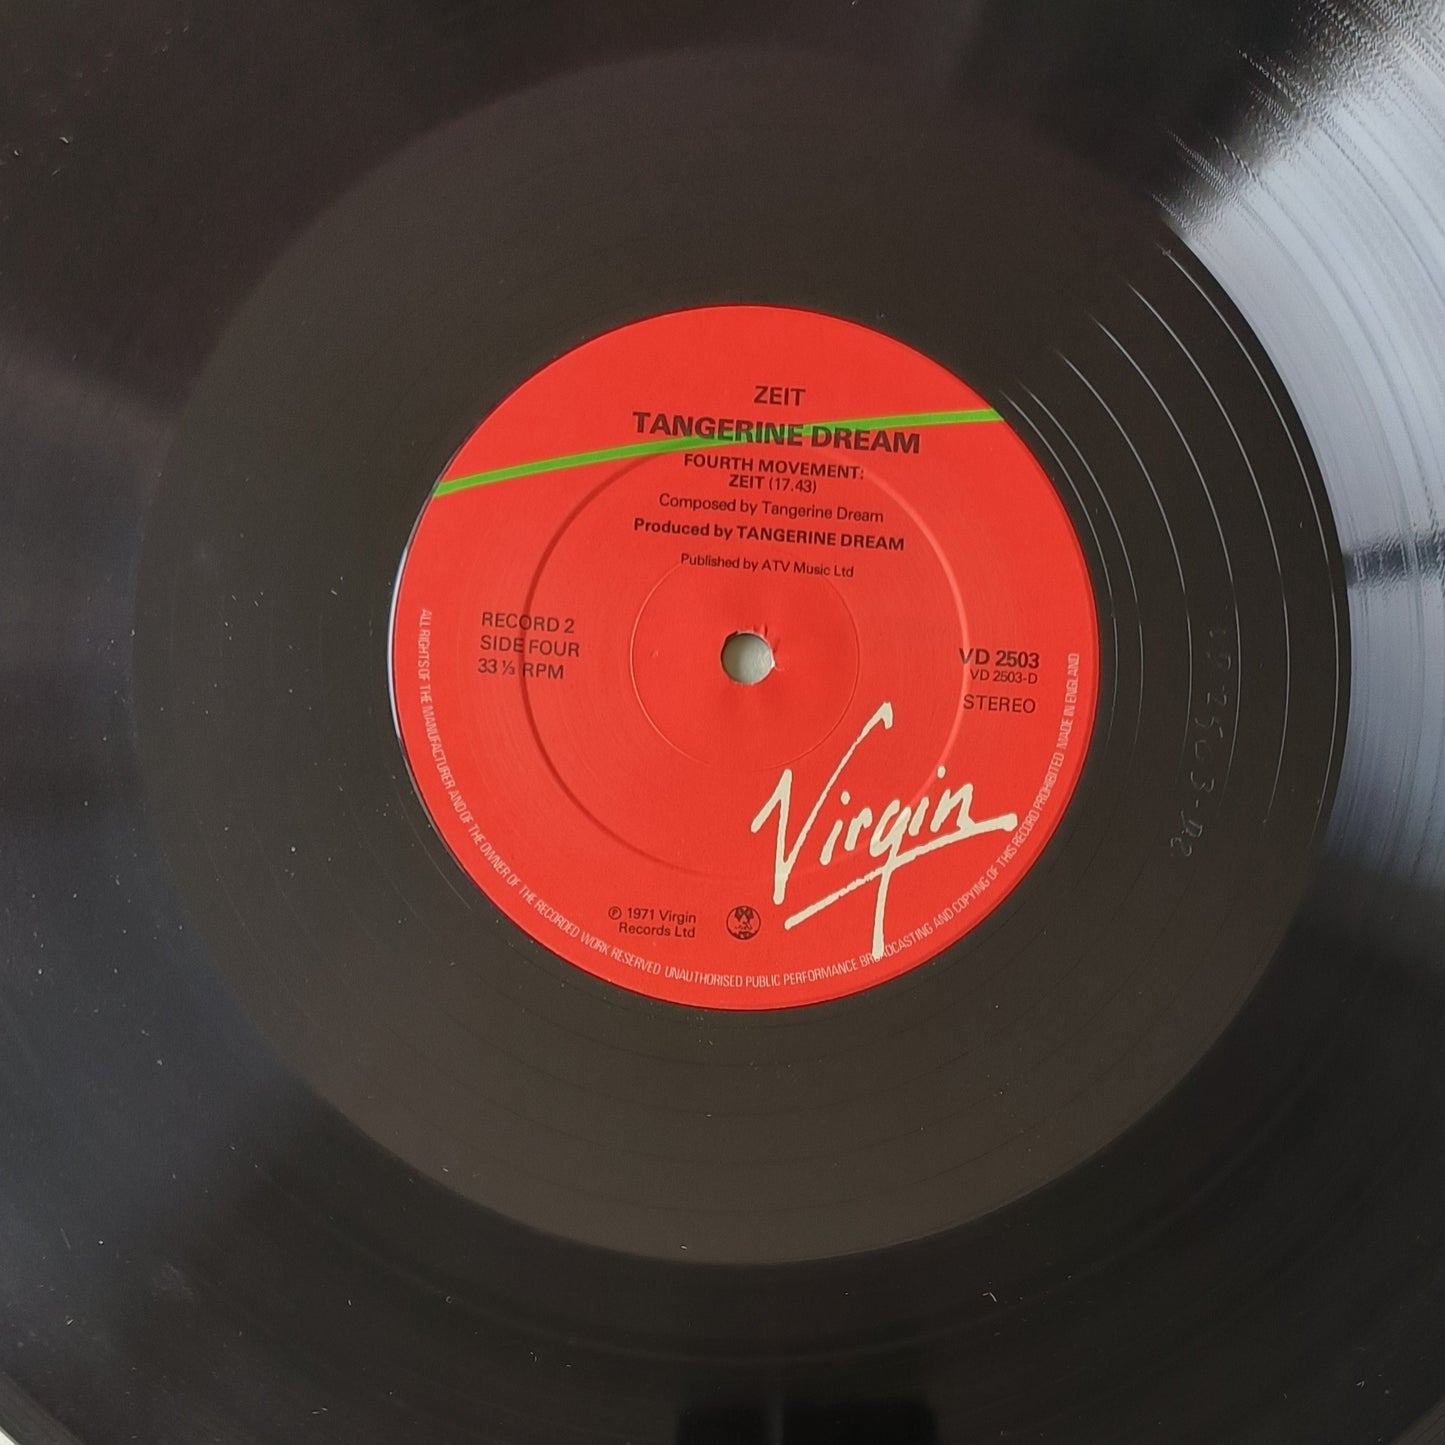 ZEIT
TANGERINE DREAM
FOURTH MOVEMENT:
ZEIT (17.43)
Composed by Tangerine Dream
Produced by TANGERINE DREAM
Published by ATV Music Ltd
RECORD 2
SIDE FOUR
33 ⅓ RPM
VD 2503
VD 2503-D
STEREO
Virgin
℗ 1971 Virgin
Records Ltd
ALL RIGHTS OF THE MANUFACTURER AND OF THE OWNER OF THE RECORDED WORK RESERVED UNAUTHORISED PUBLIC PERFORMANCE BROADCASTING AND COPYING OF THIS RECORD PROHIBITED MADE IN ENGLAND